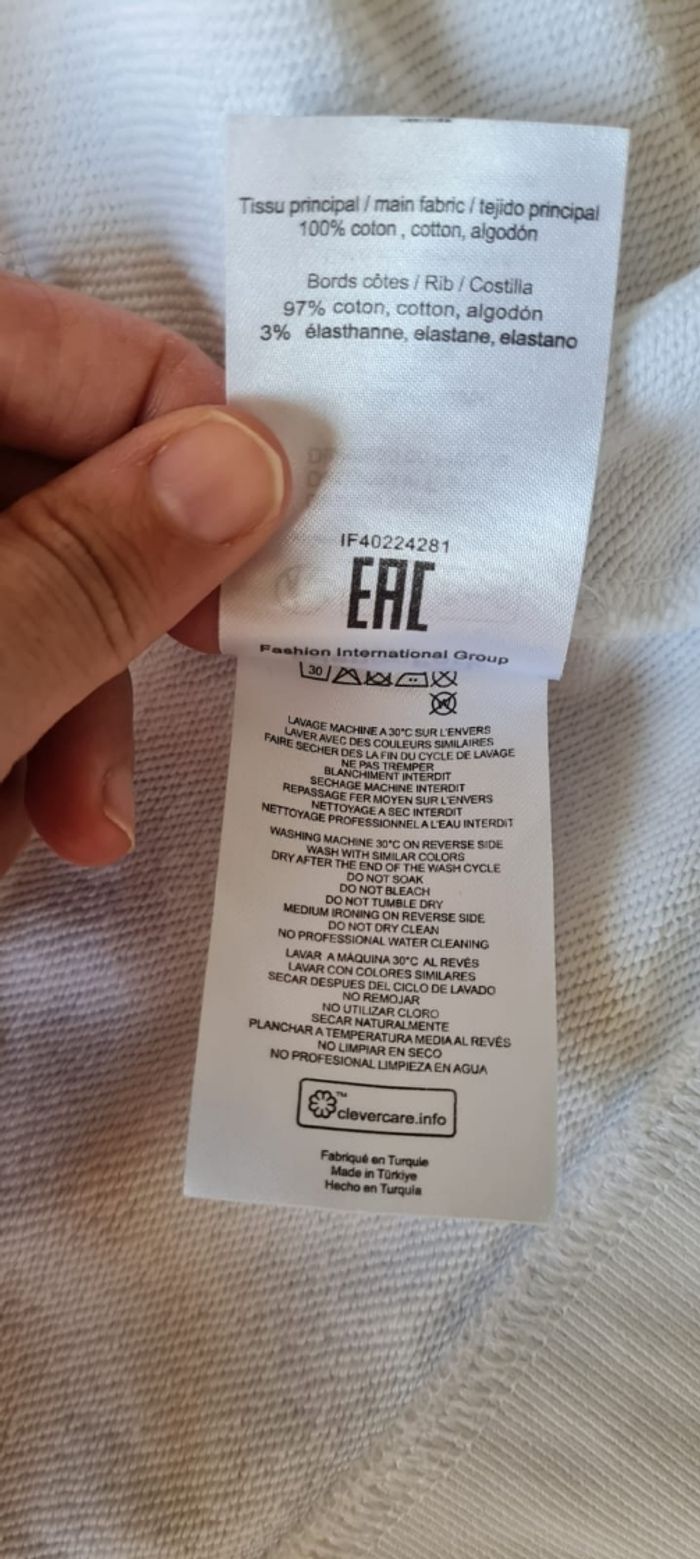 Tissu principal / main fabric / tejido principal
100% coton , cotton, algodón
Bords côtes / Rib / Costilla
97% coton, cotton, algodón
3% élasthanne, elastane, elastano
IF40224281
EAC
Fashion International Group
30
LAVAGE MACHINE A 30°C SUR L'ENVERS
LAVER AVEC DES COULEURS SIMILAIRES
FAIRE SECHER DES LA FIN DU CYCLE DE LAVAGE
NE PAS TREMPER
BLANCHIMENT INTERDIT
SECHAGE MACHINE INTERDIT
REPASSAGE FER MOYEN SUR L'ENVERS
NETTOYAGE A SEC INTERDIT
NETTOYAGE PROFESSIONNEL A L'EAU INTERDIT
WASHING MACHINE 30°C ON REVERSE SIDE
WASH WITH SIMILAR COLORS
DRY AFTER THE END OF THE WASH CYCLE
DO NOT SOAK
DO NOT BLEACH
DO NOT TUMBLE DRY
MEDIUM IRONING ON REVERSE SIDE
DO NOT DRY CLEAN
NO PROFESSIONAL WATER CLEANING
LAVAR A MÁQUINA 30°C AL REVÉS
LAVAR CON COLORES SIMILARES
SECAR DESPUES DEL CICLO DE LAVADO
NO REMOJAR
NO UTILIZAR CLORO
SECAR NATURALMENTE
PLANCHAR A TEMPERATURA MEDIA AL REVÉS
NO LIMPIAR EN SECO
NO PROFESIONAL LIMPIEZA EN AGUA
™
clevercare.info
Fabriqué en Turquie
Made in Türkiye
Hecho en Turquía